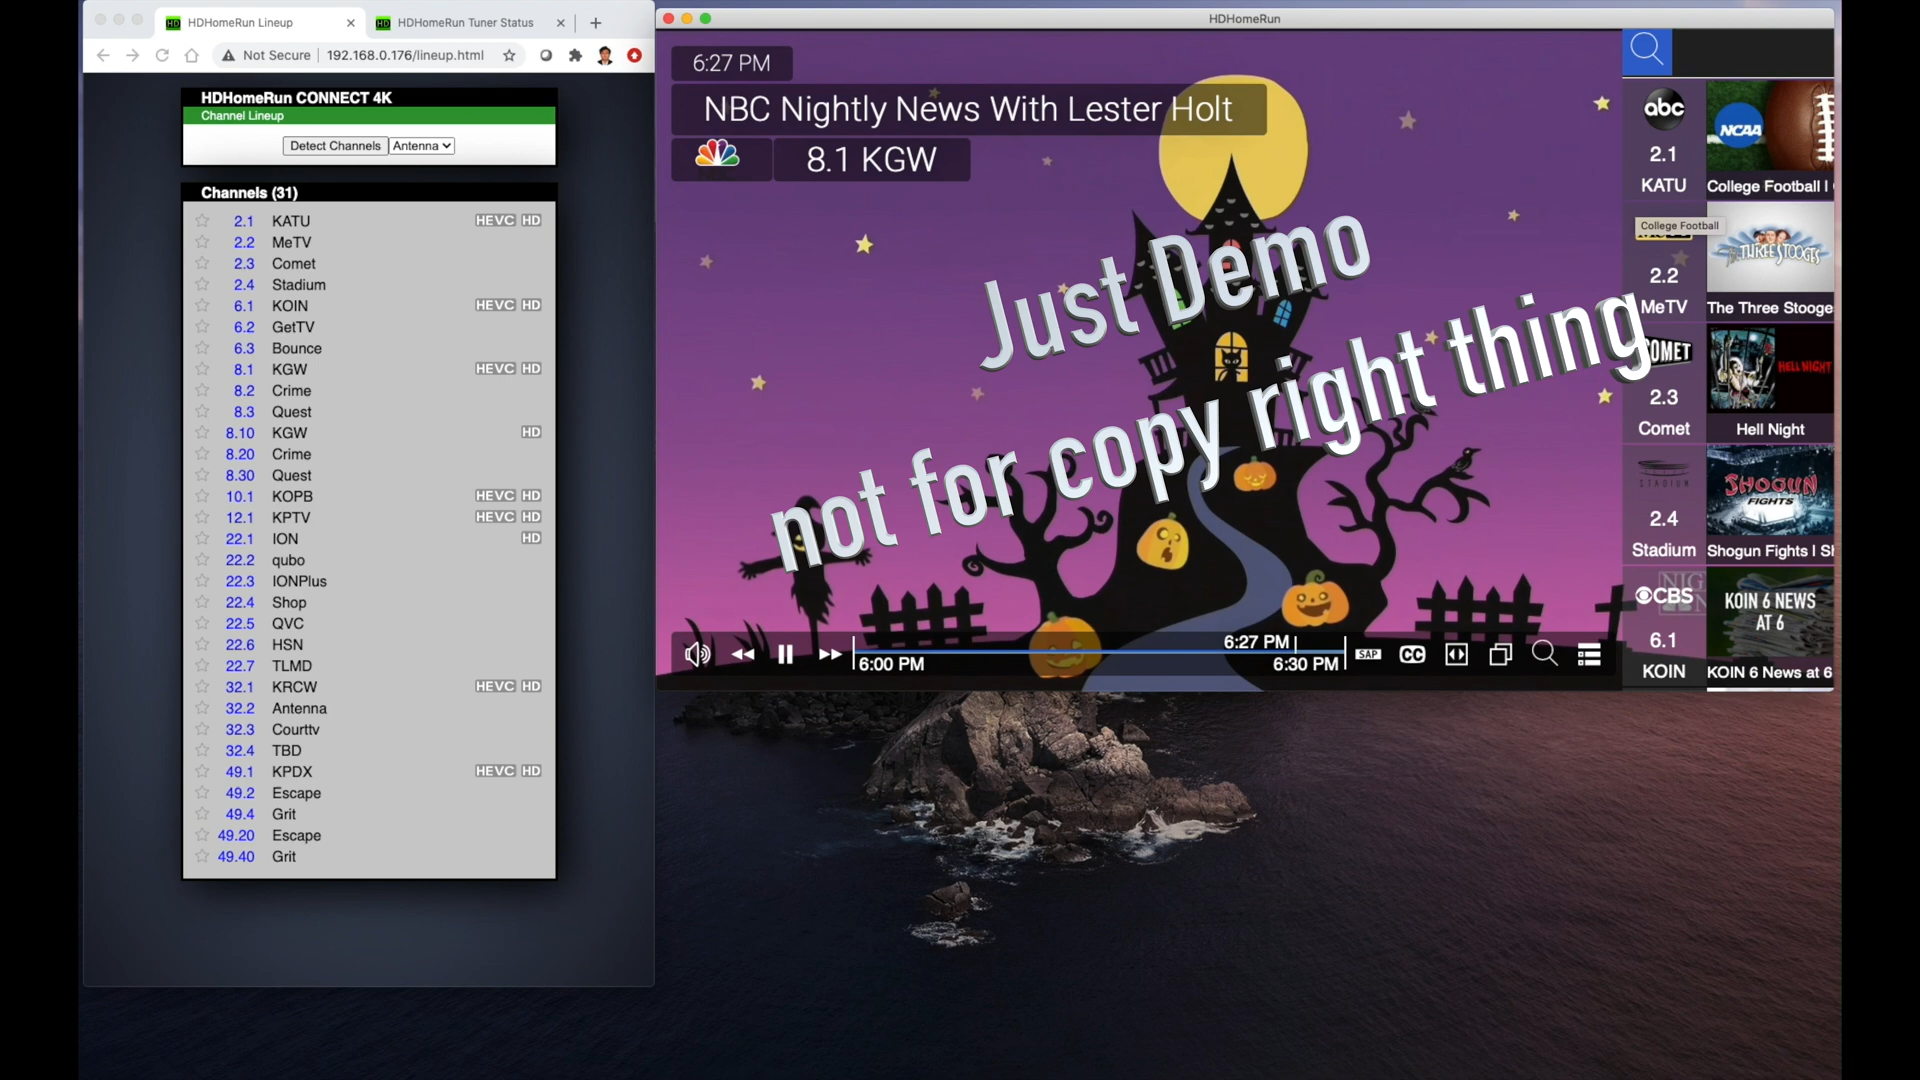 HDHomeRun Lineup
HDHomeRun Tuner Status
Not Secure
192.168.0.176/lineup.html
HDHomeRun CONNECT 4K
Channel Lineup
Detect Channels Antenna
Channels (31)
2.1 KATU HEVC HD
2.2 MeTV
2.3 Comet
2.4 Stadium
6.1 KOIN HEVC HD
6.2 GetTV
6.3 Bounce
8.1 KGW HEVC HD
8.2 Crime
8.3 Quest
8.10 KGW HD
8.20 Crime
8.30 Quest
10.1 KOPB HEVC HD
12.1 KPTV HEVC HD
22.1 ION HD
22.2 qubo
22.3 IONPlus
22.4 Shop
22.5 QVC
22.6 HSN
22.7 TLMD
32.1 KRCW HEVC HD
32.2 Antenna
32.3 Courttv
32.4 TBD
49.1 KPDX HEVC HD
49.2 Escape
49.4 Grit
49.20 Escape
49.40 Grit
HDHomeRun
6:27 PM
NBC Nightly News With Lester Holt
8.1 KGW
Just Demo
not for copy right thing
6:27 PM
6:00 PM
6:30 PM
SAP
CC
abc
2.1
KATU
NCAA
College Football |
College Football
2.2
MeTV
THREE STOOGES
The Three Stooge
COMET
2.3
Comet
HELL NIGHT
Hell Night
STADIUM
2.4
Stadium
SHOGUN
FIGHTS
Shogun Fights | Sh
CBS
6.1
KOIN
KOIN 6 NEWS
AT 6
KOIN 6 News at 6